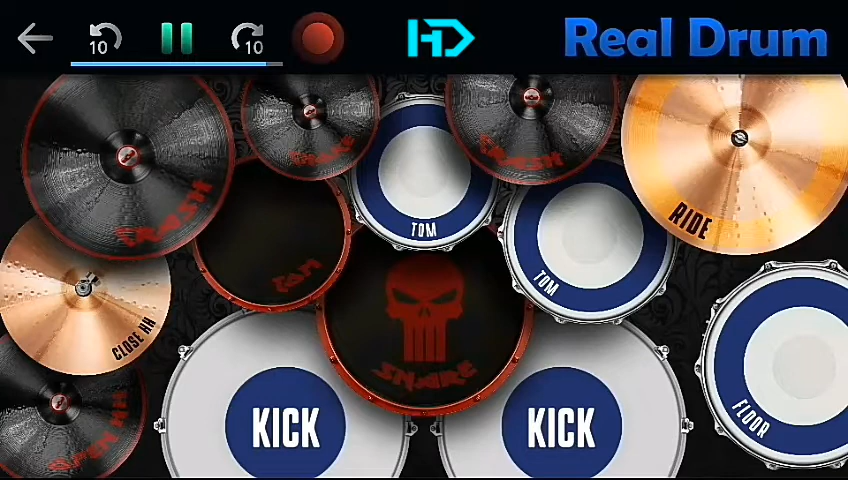 10
10
HD
Real Drum
CRASH
CRASH
CRASH
RIDE
TOM
TOM
TOM
CLOSE HH
SNARE
OPEN HH
KICK
KICK
FLOOR